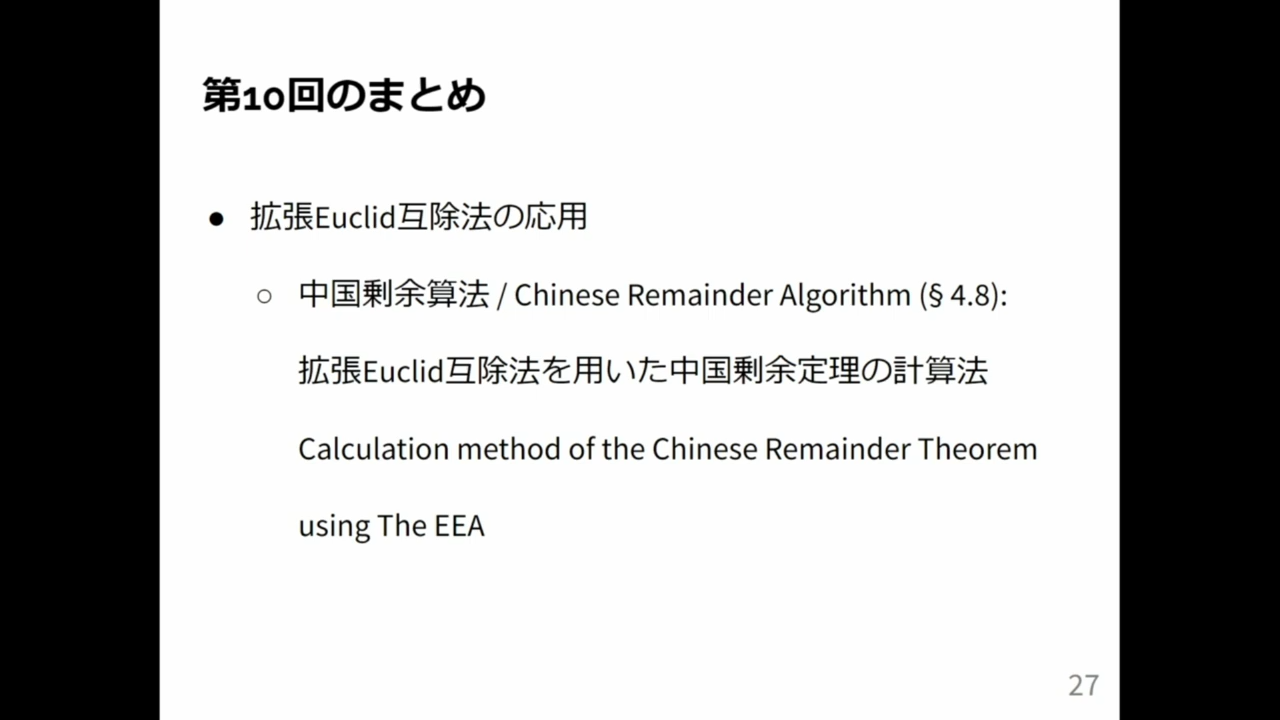 第10回のまとめ
● 拡張Euclid互除法の応用
○ 中国剰余算法 / Chinese Remainder Algorithm (§ 4.8):
拡張Euclid互除法を用いた中国剰余定理の計算法
Calculation method of the Chinese Remainder Theorem
using The EEA
27